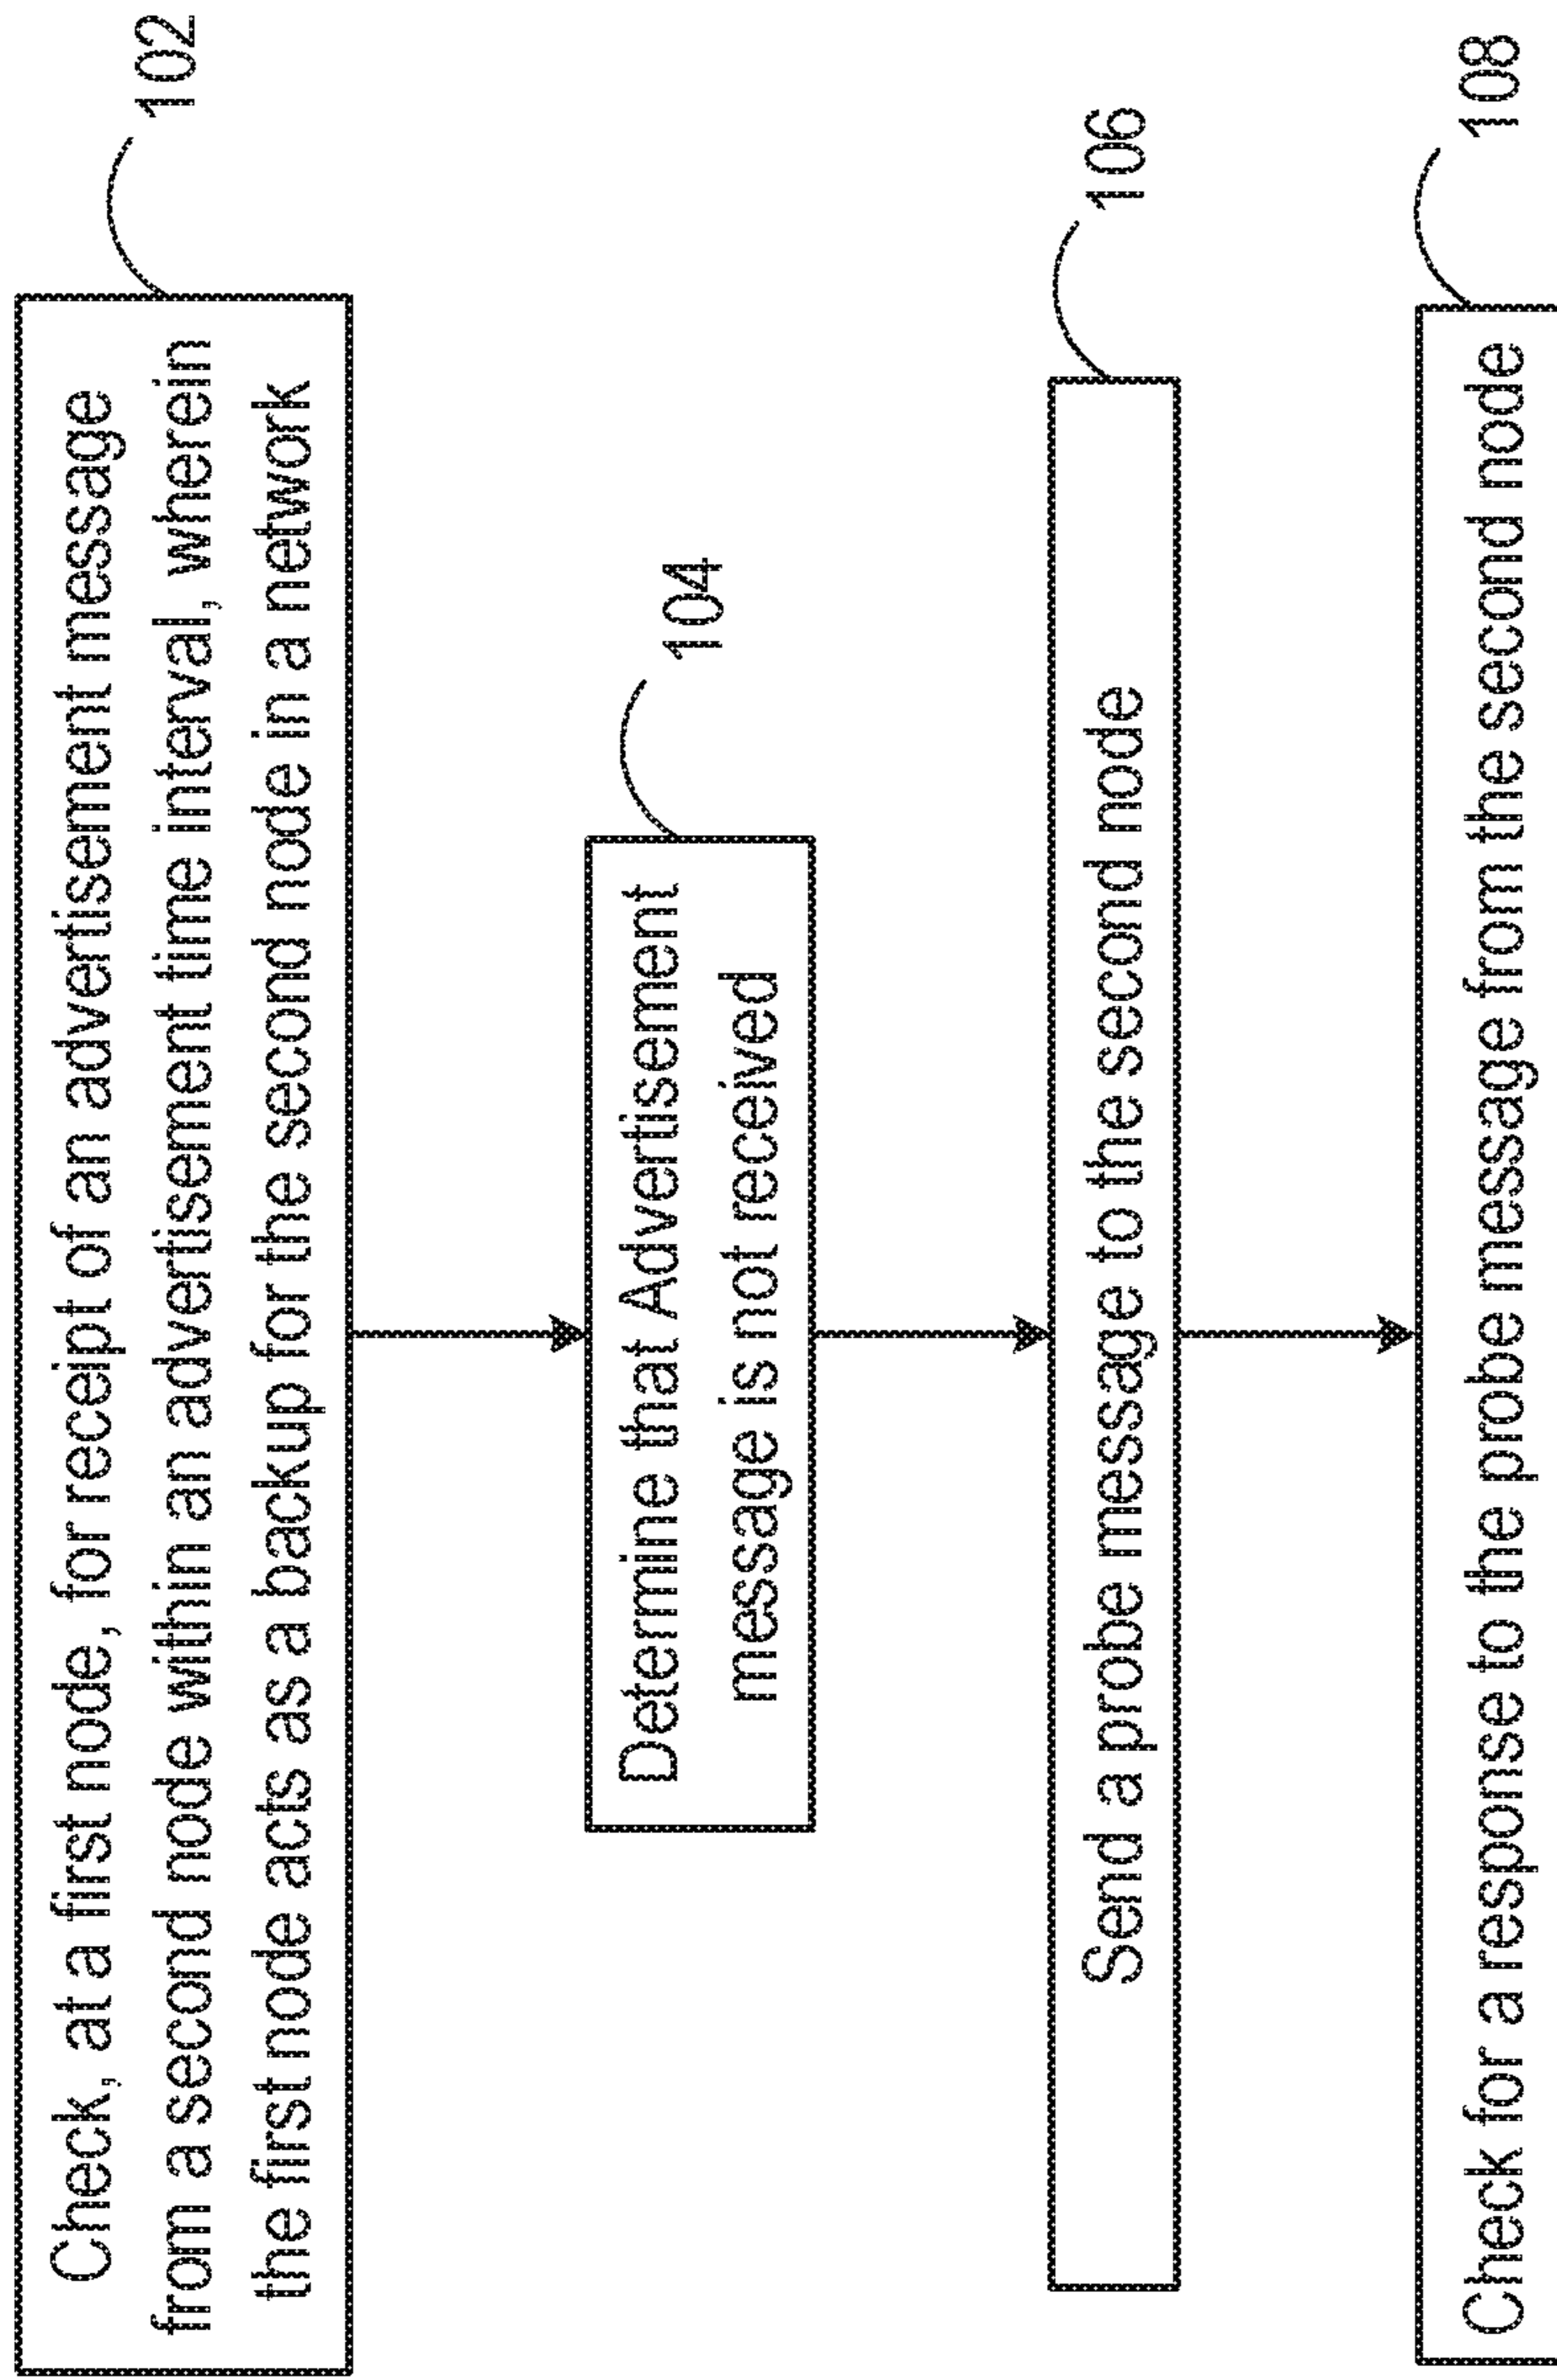 Check, at a first node, for receipt of an advertisement message
from a second node within an advertisement time interval, wherein
the first node acts as a backup for the second node in a network
102
Determine that Advertisement
message is not received
104
Send a probe message to the second node
106
Check for a response to the probe message from the second node
108